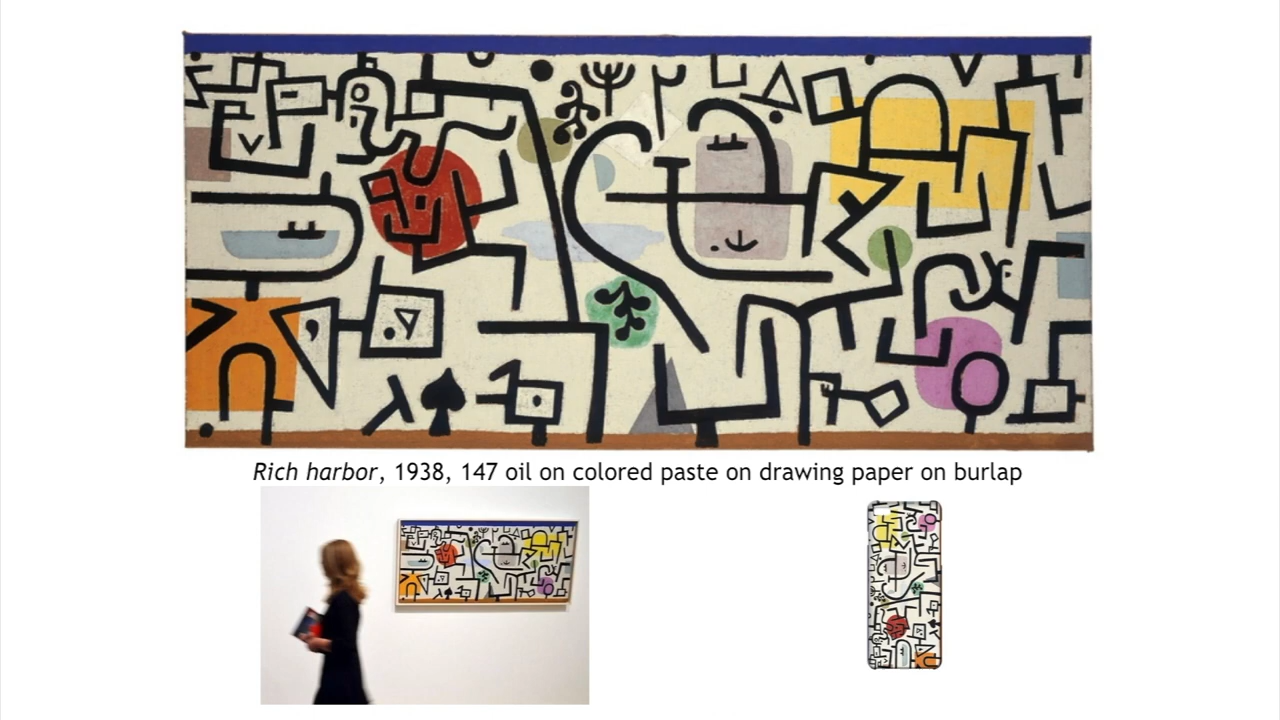 Rich harbor, 1938, 147 oil on colored paste on drawing paper on burlap